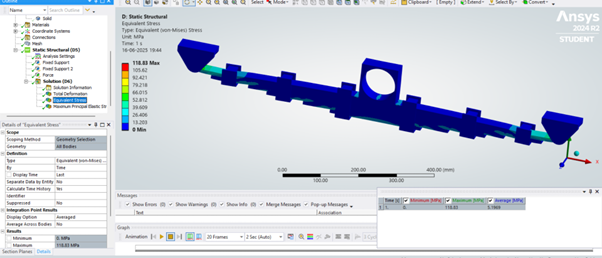 Outline
Search Outline
Solid
Materials
Coordinate Systems
Connections
Mesh
Static Structural (D5)
Analysis Settings
Fixed Support
Fixed Support 2
Force
Solution (D6)
Solution Information
Total Deformation
Equivalent Stress
Maximum Principal Elastic Str
Details of "Equivalent Stress"
Scope
Scoping Method Geometry Selection
Geometry All Bodies
Definition
Type Equivalent (von-Mises) ...
By Time
Display Time Last
Separate Data by Entity No
Calculate Time History Yes
Identifier
Suppressed No
Integration Point Results
Display Option Averaged
Average Across Bodies No
Results
Minimum 0. MPa
Maximum 118.83 MPa
Section Planes Details
Select Mode
Clipboard [Empty] Extend Select By Convert
D: Static Structural
Equivalent Stress
Type: Equivalent (von-Mises) Stress
Unit: MPa
Time: 1 s
18-09-2025 19:44
118.83 Max
105.62
92.421
79.218
66.015
52.812
39.609
26.406
13.203
0 Min
Ansys
2024 R2
STUDENT
0.00 200.00 400.00 (mm)
100.00 300.00
Messages
Show Errors (0) Show Warnings (0) Show Info (0) Merge Messages Pop-up Messages
Text Association
Graph
Animation 20 Frames 2 Sec (Auto)
Time [s] Minimum [MPa] Maximum [MPa] Average [MPa]
1 1. 0. 118.83 5.1969